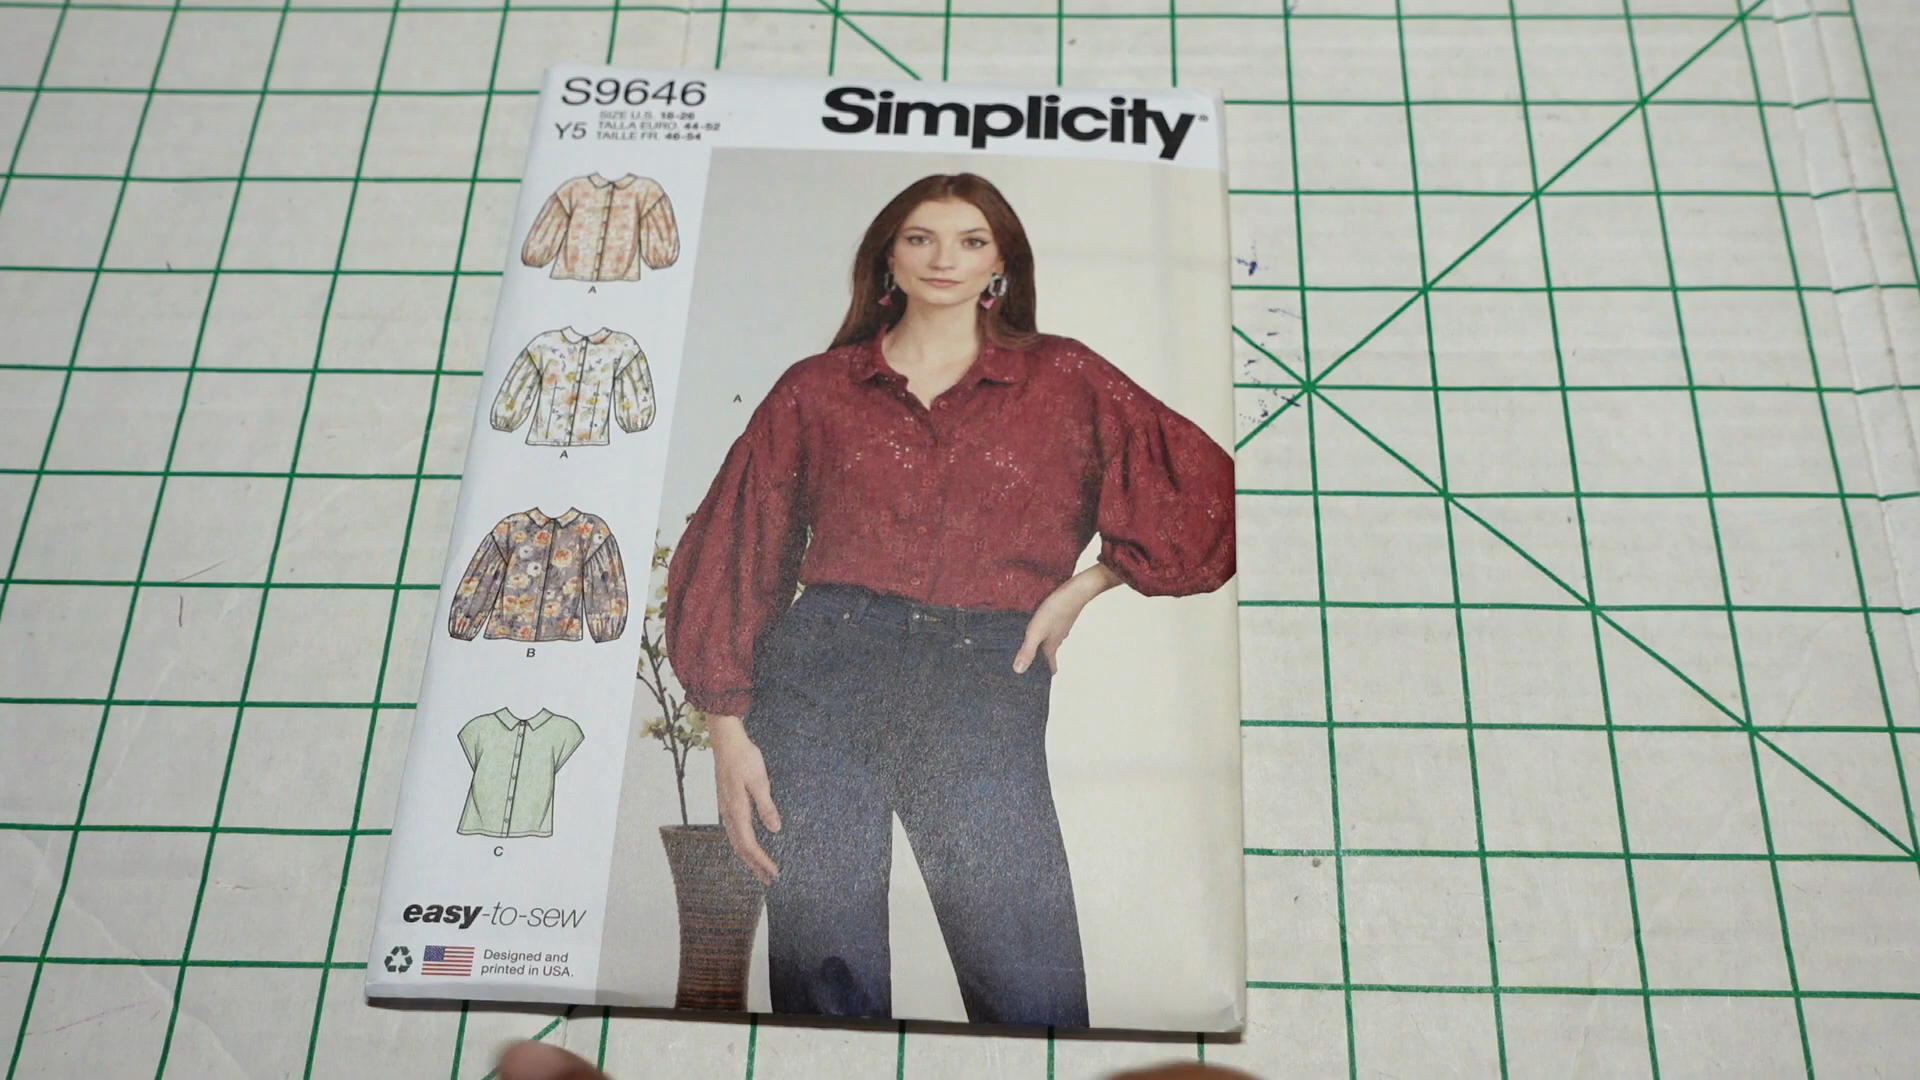 S9646
Y5
SIZE U.S. 18-26
TALLA EURO. 44-52
TAILLE FR. 46-54
Simplicity®
A
A
B
C
A
easy-to-sew
Designed and
printed in USA.